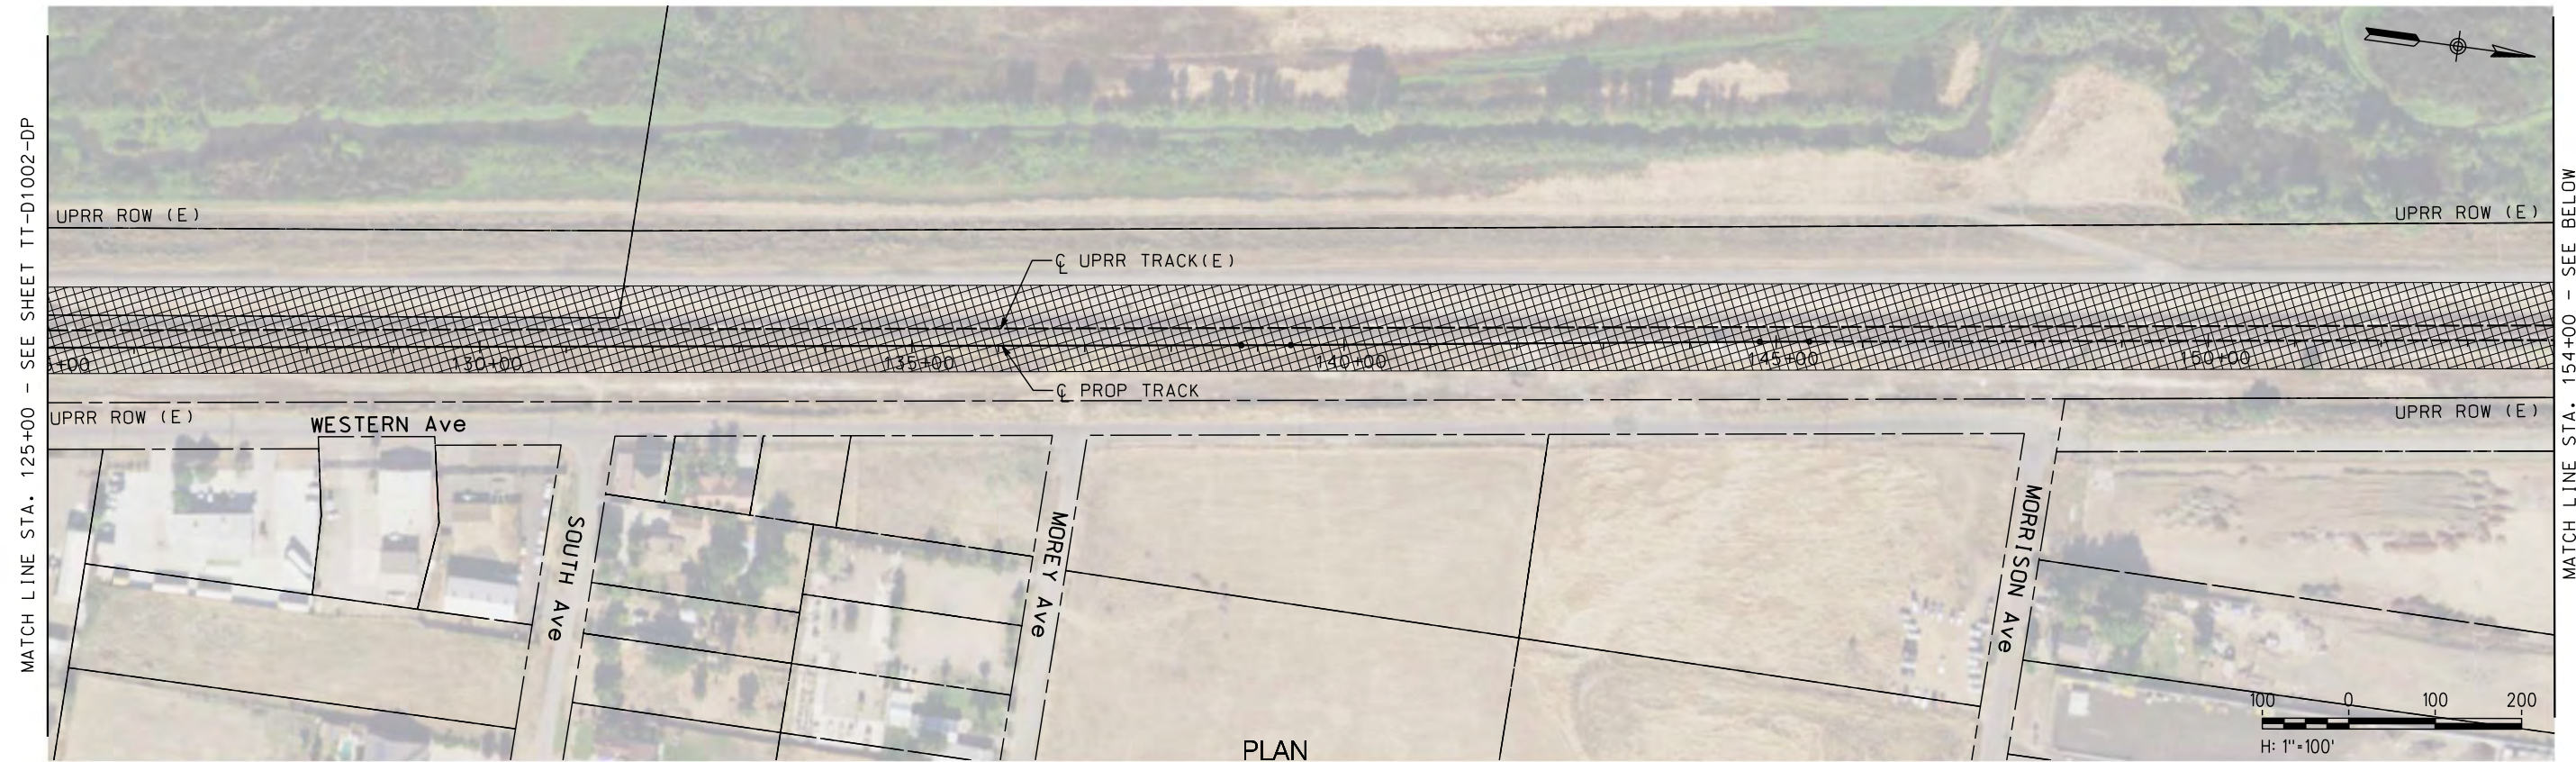 MATCH LINE STA. 125+00 - SEE SHEET TT-D1002-DP
UPRR ROW (E)
UPRR ROW (E)
MATCH LINE STA. 154+00 - SEE BELOW
℄ UPRR TRACK(E)
+00
130+00
135+00
140+00
145+00
150+00
℄ PROP TRACK
UPRR ROW (E)
WESTERN Ave
UPRR ROW (E)
SOUTH Ave
MOREY Ave
MORRISON Ave
100 0 100 200
H: 1"=100'
PLAN